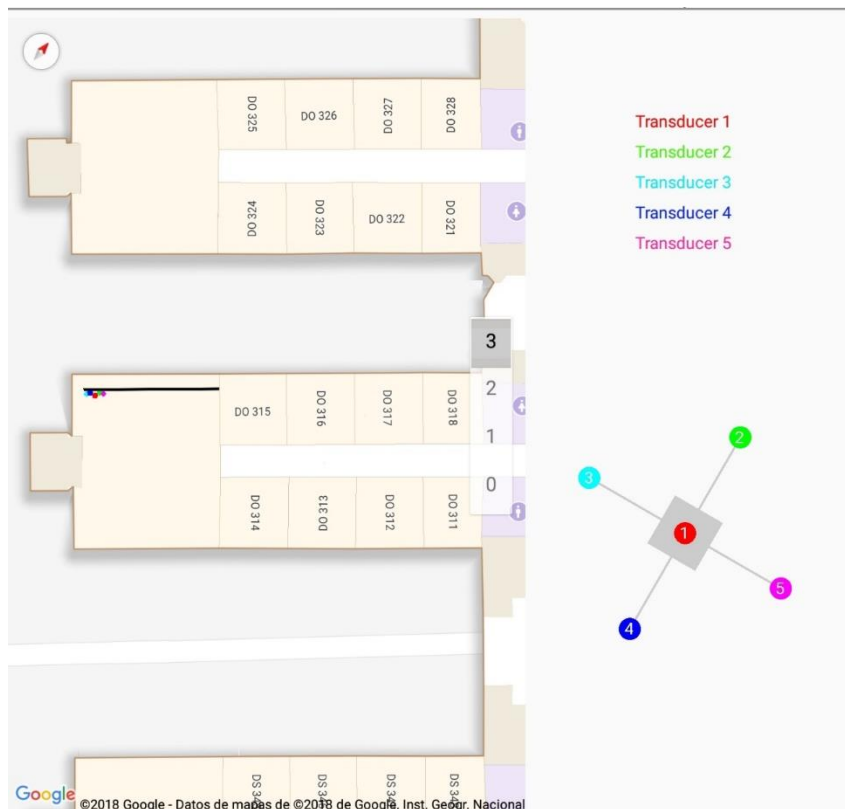 DO 325
DO 326
DO 327
DO 328
DO 324
DO 323
DO 322
DO 321
3
2
1
0
DO 315
DO 316
DO 317
DO 318
DO 314
DO 313
DO 312
DO 311
Google
©2018 Google - Datos de mapas de ©2018 de Google, Inst. Geogr. Nacional
Transducer 1
Transducer 2
Transducer 3
Transducer 4
Transducer 5
2
3
1
5
4